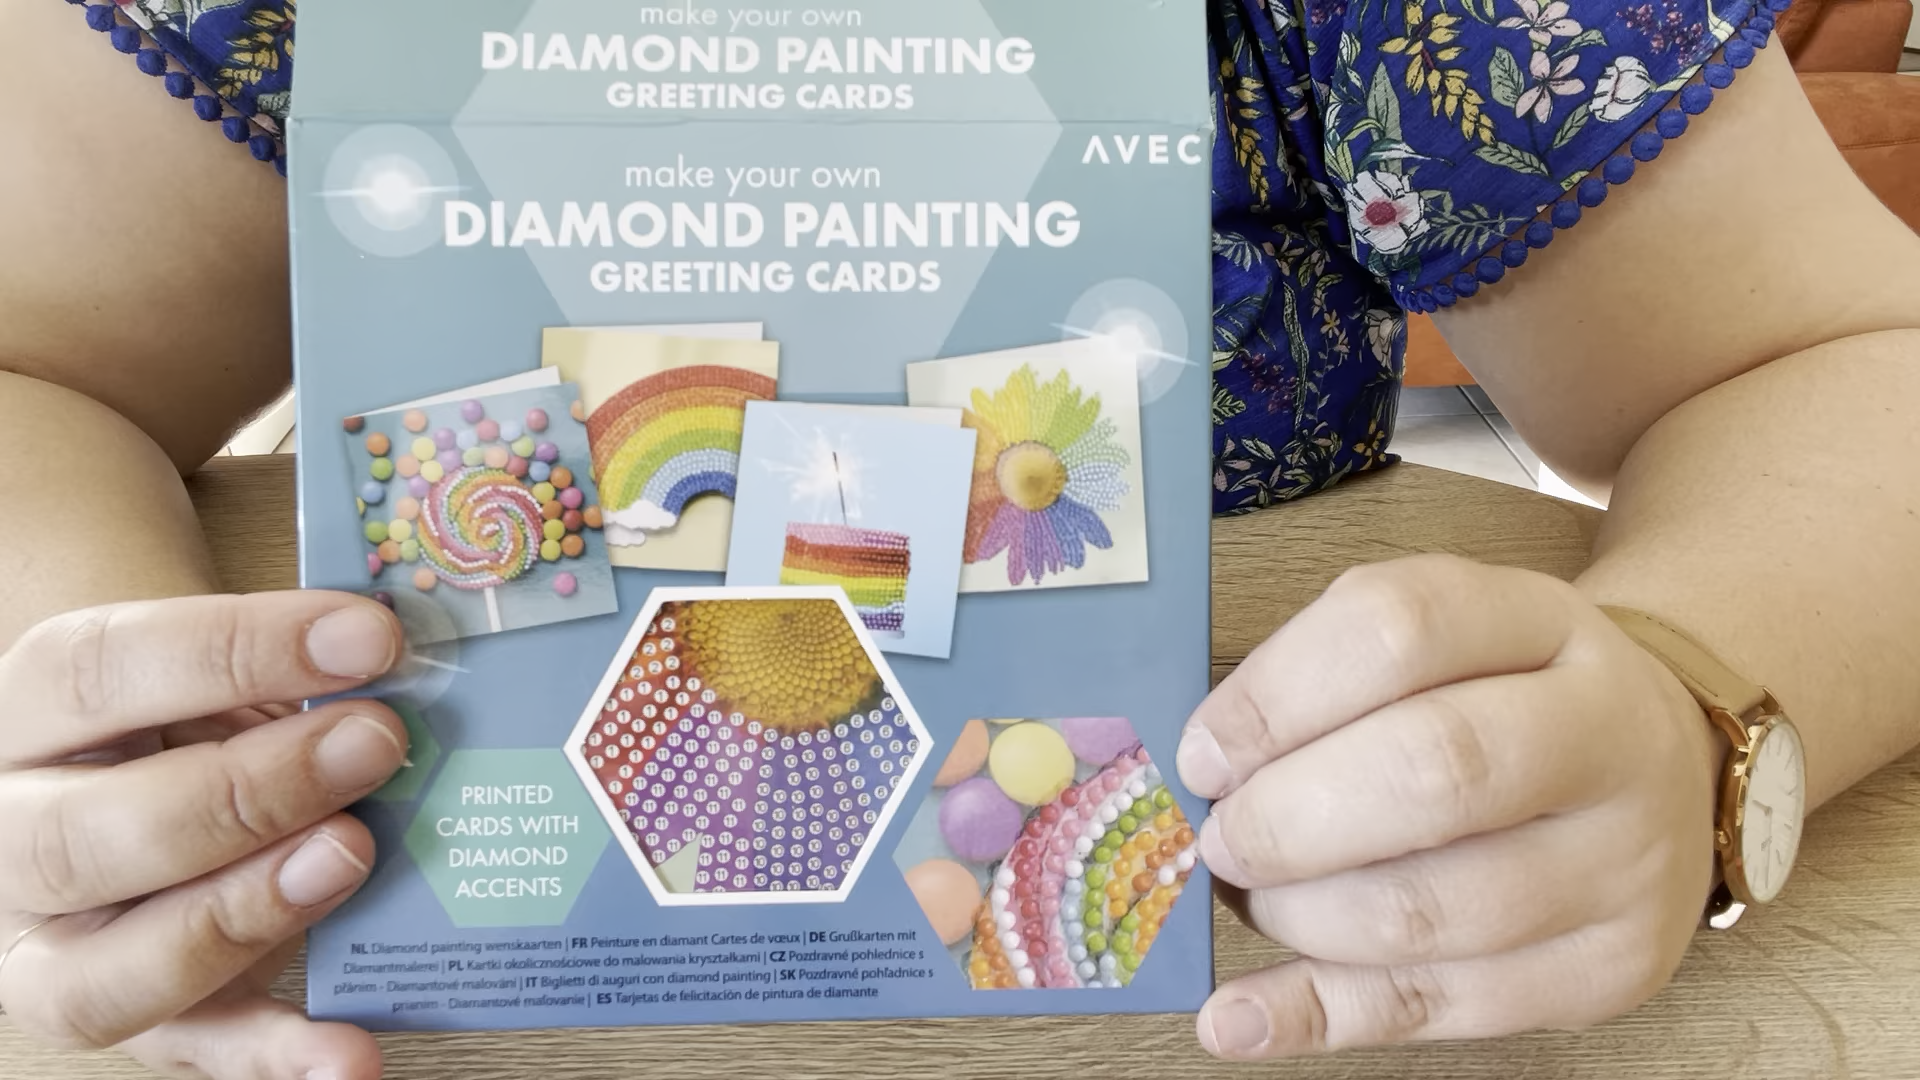 make your own
DIAMOND PAINTING
GREETING CARDS
AVEC
make your own
DIAMOND PAINTING
GREETING CARDS
PRINTED
CARDS WITH
DIAMOND
ACCENTS
NL Diamond painting wenskaarten | FR Peinture en diamant Cartes de vœux | DE Grußkarten mit
Diamantmalerei | PL Kartki okolicznościowe do malowania kryształkami | CZ Pozdravné pohlednice s
přáním - Diamantové malování | IT Biglietti di auguri con diamond painting | SK Pozdravné pohľadnice s
prianím - Diamantové maľovanie | ES Tarjetas de felicitación de pintura de diamante